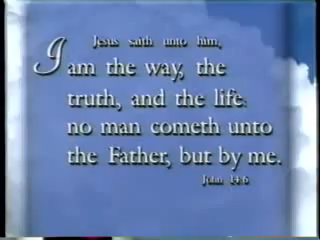 Jesus saith unto him,
I am the way, the
truth, and the life:
no man cometh unto
the Father, but by me.
John 14:6